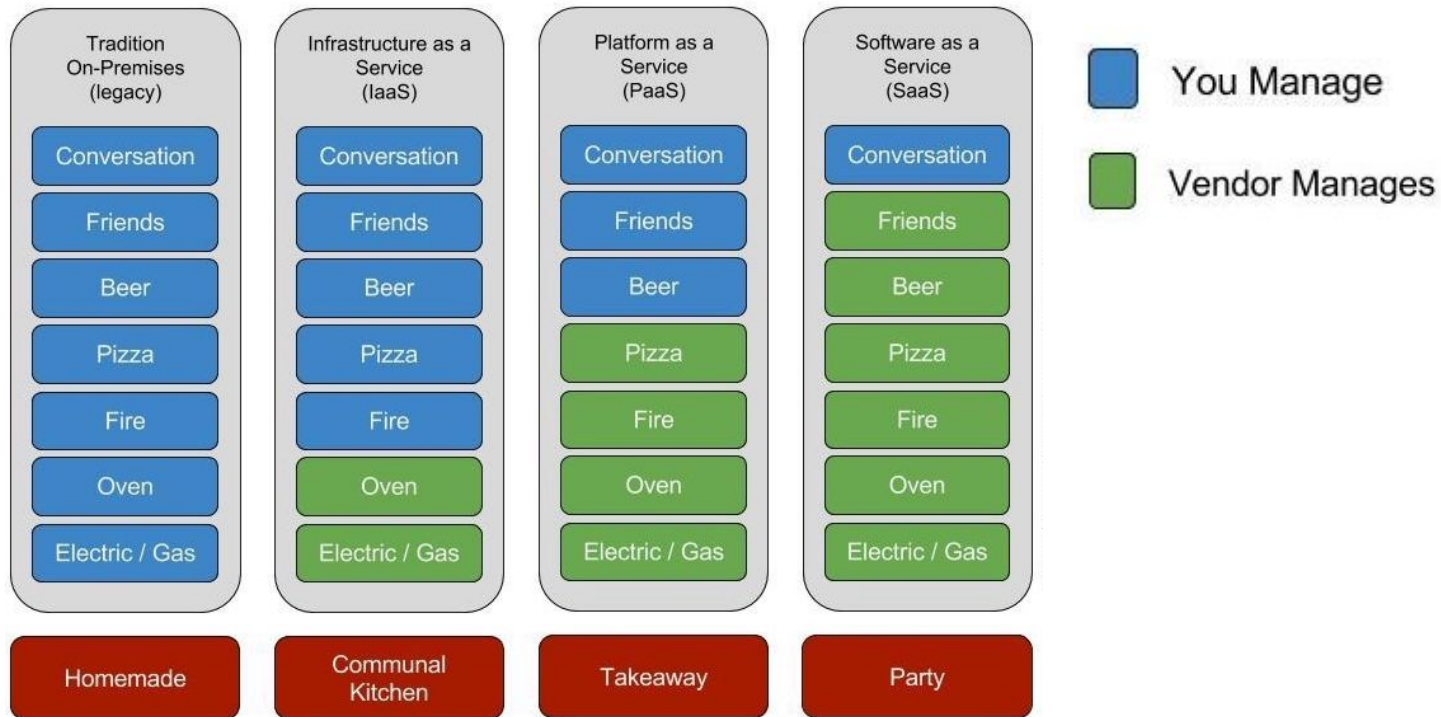 Tradition
On-Premises
(legacy)
Conversation
Friends
Beer
Pizza
Fire
Oven
Electric / Gas
Homemade
Infrastructure as a
Service
(IaaS)
Conversation
Friends
Beer
Pizza
Fire
Oven
Electric / Gas
Communal
Kitchen
Platform as a
Service
(PaaS)
Conversation
Friends
Beer
Pizza
Fire
Oven
Electric / Gas
Takeaway
Software as a
Service
(SaaS)
Conversation
Friends
Beer
Pizza
Fire
Oven
Electric / Gas
Party
You Manage
Vendor Manages